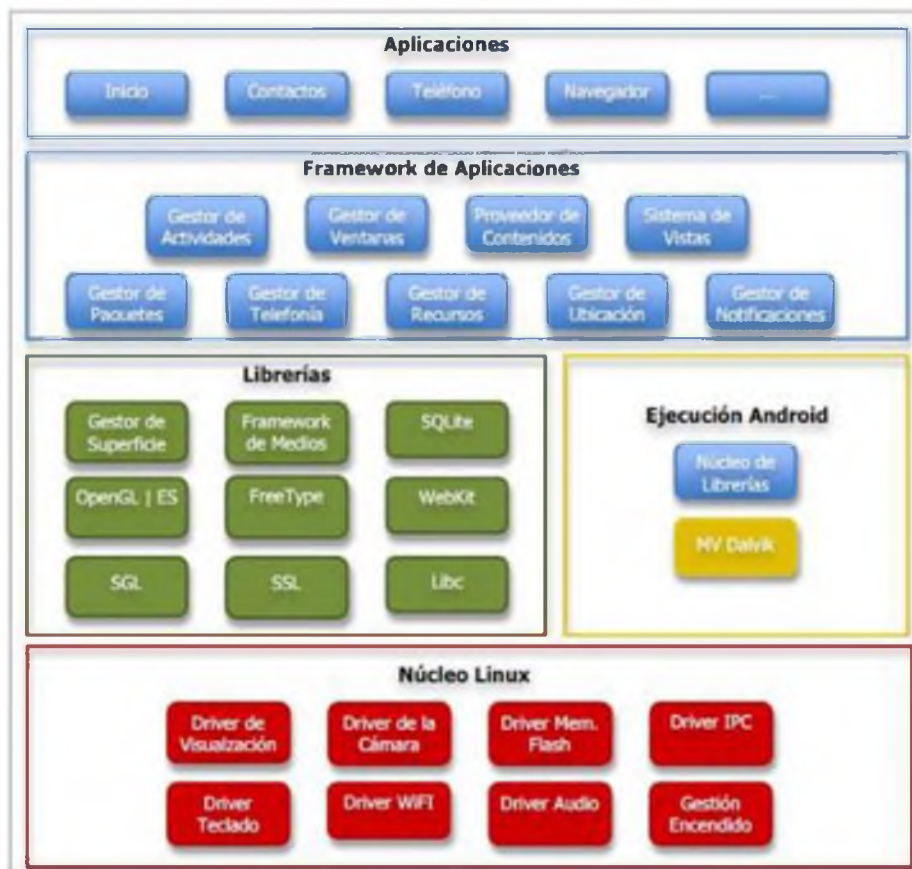 Aplicaciones
Inicio
Contactos
Teléfono
Navegador
....
Framework de Aplicaciones
Gestor de
Actividades
Gestor de
Ventanas
Proveedor de
Contenidos
Sistema de
Vistas
Gestor de
Paquetes
Gestor de
Telefonía
Gestor de
Recursos
Gestor de
Ubicación
Gestor de
Notificaciones
Librerías
Gestor de
Superficie
Framework
de Medios
SQLite
OpenGL | ES
FreeType
WebKit
SGL
SSL
Libc
Ejecución Android
Núcleo de
Librerías
MV Dalvik
Núcleo Linux
Driver de
Visualzación
Driver de la
Cámara
Driver Mem.
Flash
Driver IPC
Driver
Teclado
Driver WiFI
Driver Audio
Gestión
Encendido